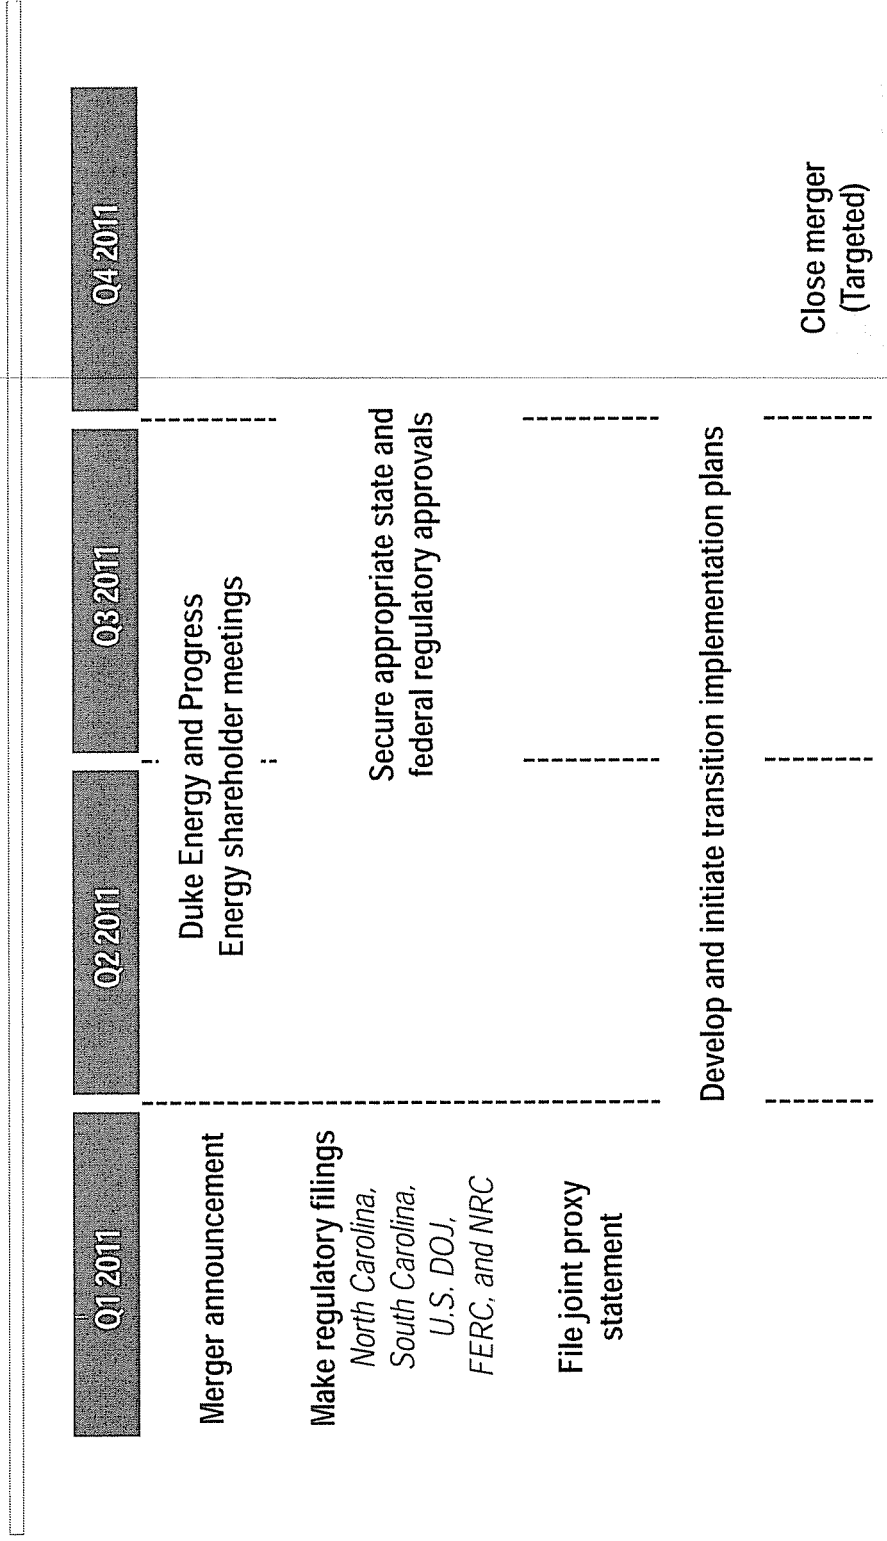 Q1 2011
Q2 2011
Q3 2011
Q4 2011
Merger announcement
Duke Energy and Progress
Energy shareholder meetings
Make regulatory filings
North Carolina,
South Carolina,
U.S. DOJ,
FERC, and NRC
Secure appropriate state and
federal regulatory approvals
File joint proxy
statement
Develop and initiate transition implementation plans
Close merger
(Targeted)